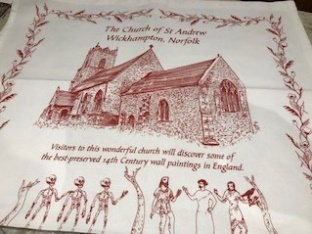 The Church of St Andrew
Wickhampton, Norfolk
Visitors to this wonderful church will discover some of
the best-preserved 14th Century wall paintings in England.